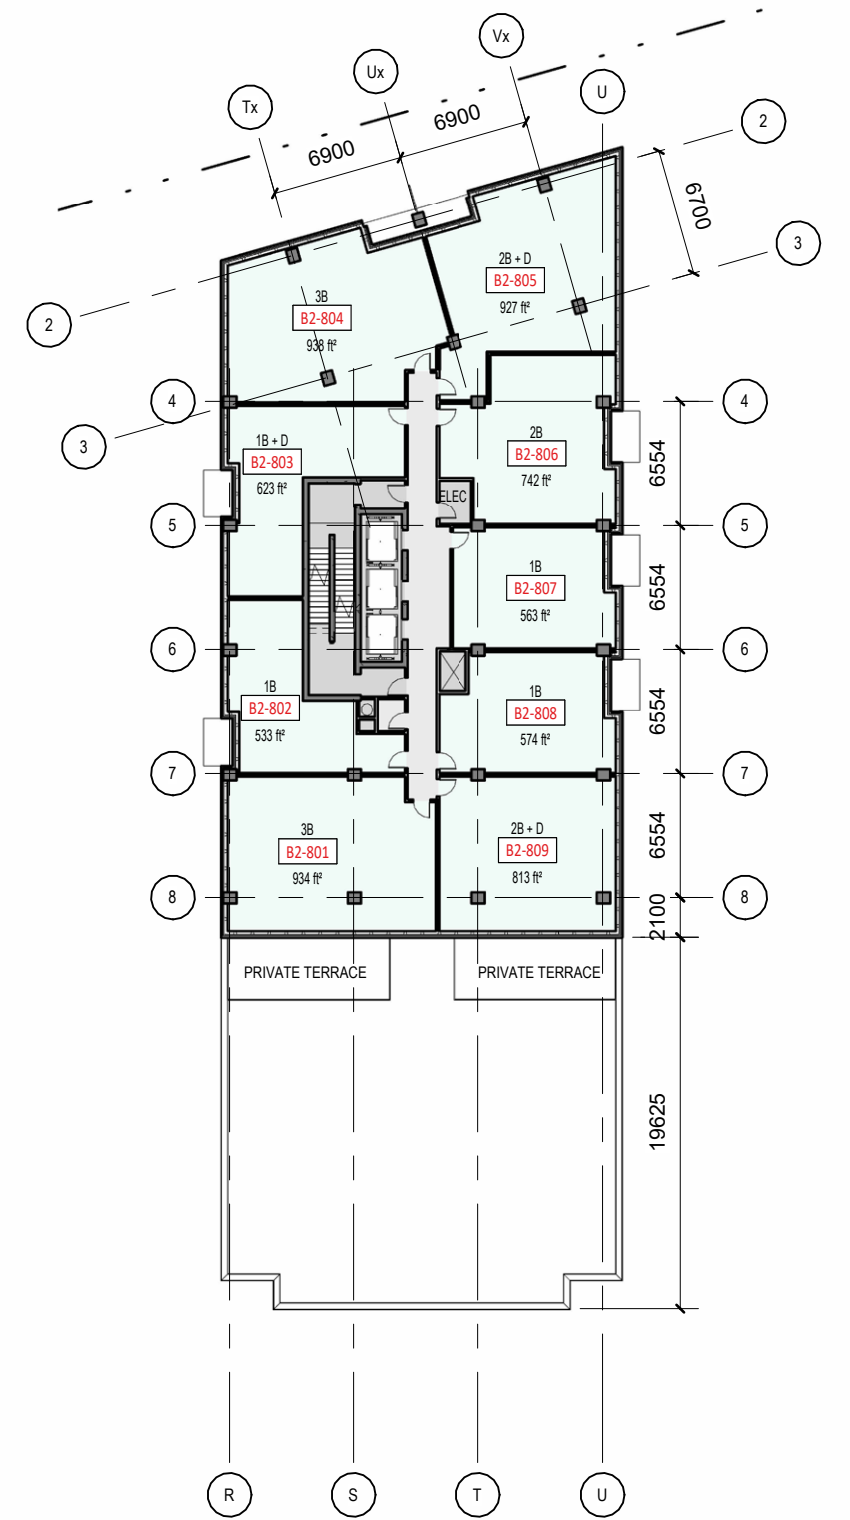 Vx
Ux
U
Tx
2
6900
6900
6700
3
2
3B
B2-804
938 ft²
2B + D
B2-805
927 ft²
4
4
3
1B + D
B2-803
623 ft²
2B
B2-806
742 ft²
6554
ELEC
5
5
1B
B2-807
563 ft²
6554
6
6
1B
B2-802
533 ft²
1B
B2-808
574 ft²
6554
7
7
3B
B2-801
934 ft²
2B + D
B2-809
813 ft²
6554
8
8
2100
PRIVATE TERRACE
PRIVATE TERRACE
19625
R
S
T
U